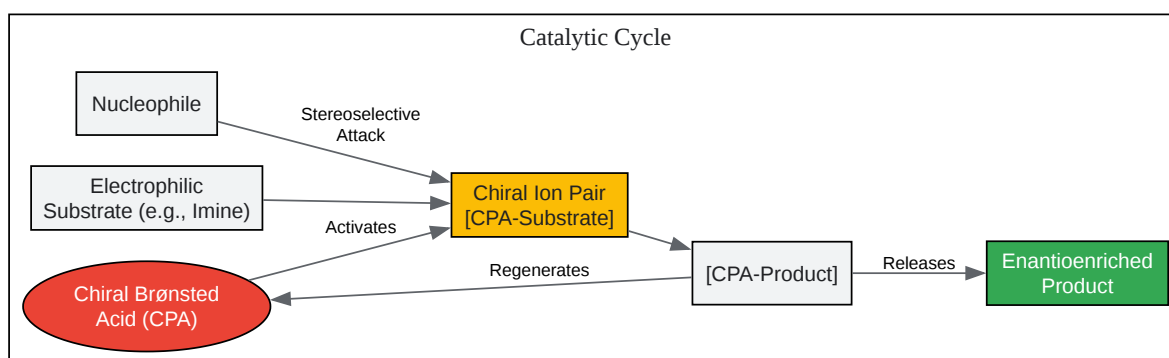 Catalytic Cycle
Nucleophile
Stereoselective
Attack
Electrophilic
Substrate (e.g., Imine)
Chiral Ion Pair
[CPA-Substrate]
Activates
Chiral Brønsted
Acid (CPA)
Regenerates
[CPA-Product]
Releases
Enantioenriched
Product